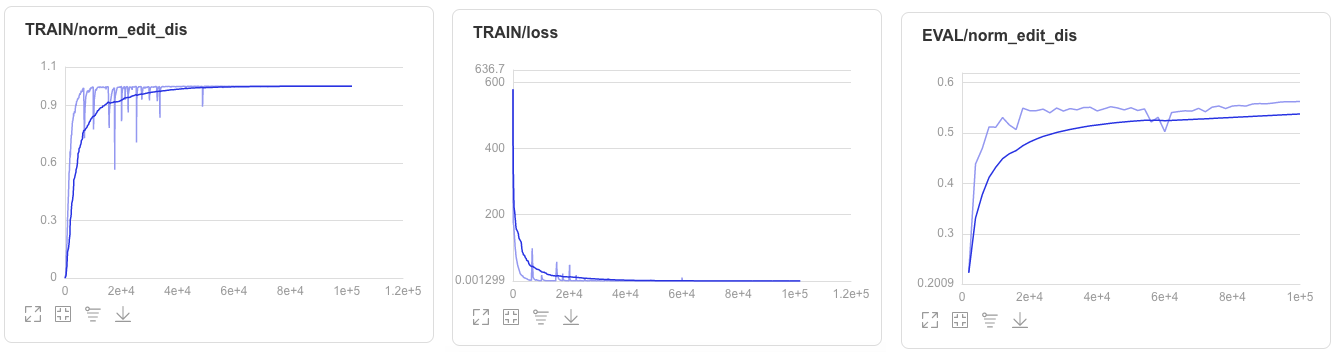 TRAIN/norm_edit_dis
1.1
0.9
0.6
0.3
0
0 2e+4 4e+4 6e+4 8e+4 1e+5 1.2e+5
TRAIN/loss
636.7
600
400
200
0.001299
0 2e+4 4e+4 6e+4 8e+4 1e+5 1.2e+5
EVAL/norm_edit_dis
0.6
0.5
0.4
0.3
0.2009
0 2e+4 4e+4 6e+4 8e+4 1e+5